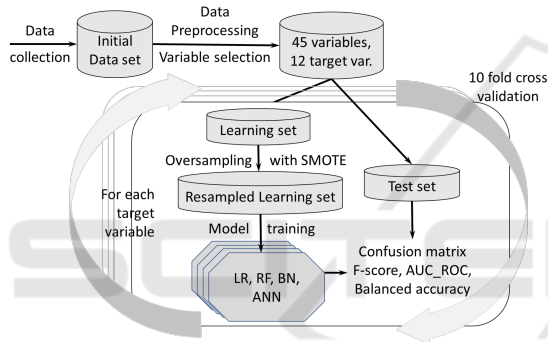 Data
collection
Initial
Data set
Data
Preprocessing
Variable selection
45 variables,
12 target var.
10 fold cross
validation
Learning set
Oversampling with SMOTE
Resampled Learning set
Test set
For each
target
variable
Model training
LR, RF, BN,
ANN
Confusion matrix
F-score, AUC_ROC,
Balanced accuracy